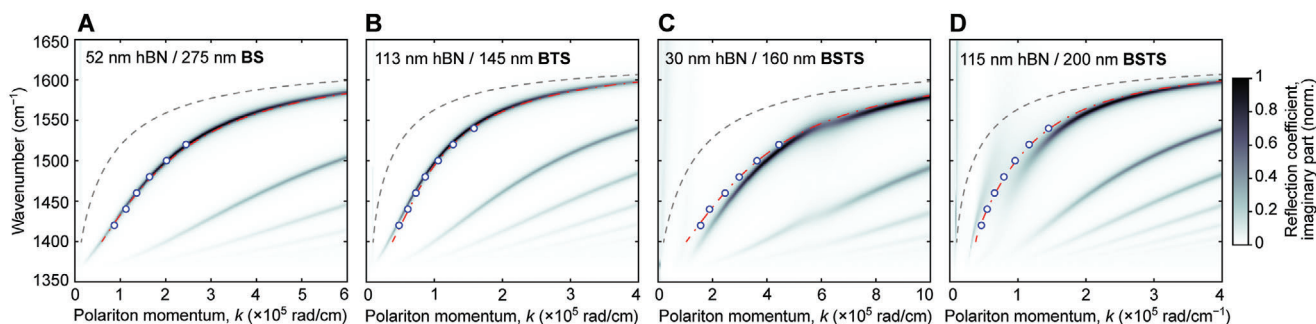 A
B
C
D
52 nm hBN / 275 nm BS
113 nm hBN / 145 nm BTS
30 nm hBN / 160 nm BSTS
115 nm hBN / 200 nm BSTS
Wavenumber (cm⁻¹)
1650
1600
1550
1500
1450
1400
1350
0 1 2 3 4 5 6
0 1 2 3 4
0 2 4 6 8 10
0 1 2 3 4
Polariton momentum, k (×10⁵ rad/cm)
Polariton momentum, k (×10⁵ rad/cm)
Polariton momentum, k (×10⁵ rad/cm)
Polariton momentum, k (×10⁵ rad/cm⁻¹)
1
0.8
0.6
0.4
0.2
0
Reflection coefficient,
imaginary part (norm.)